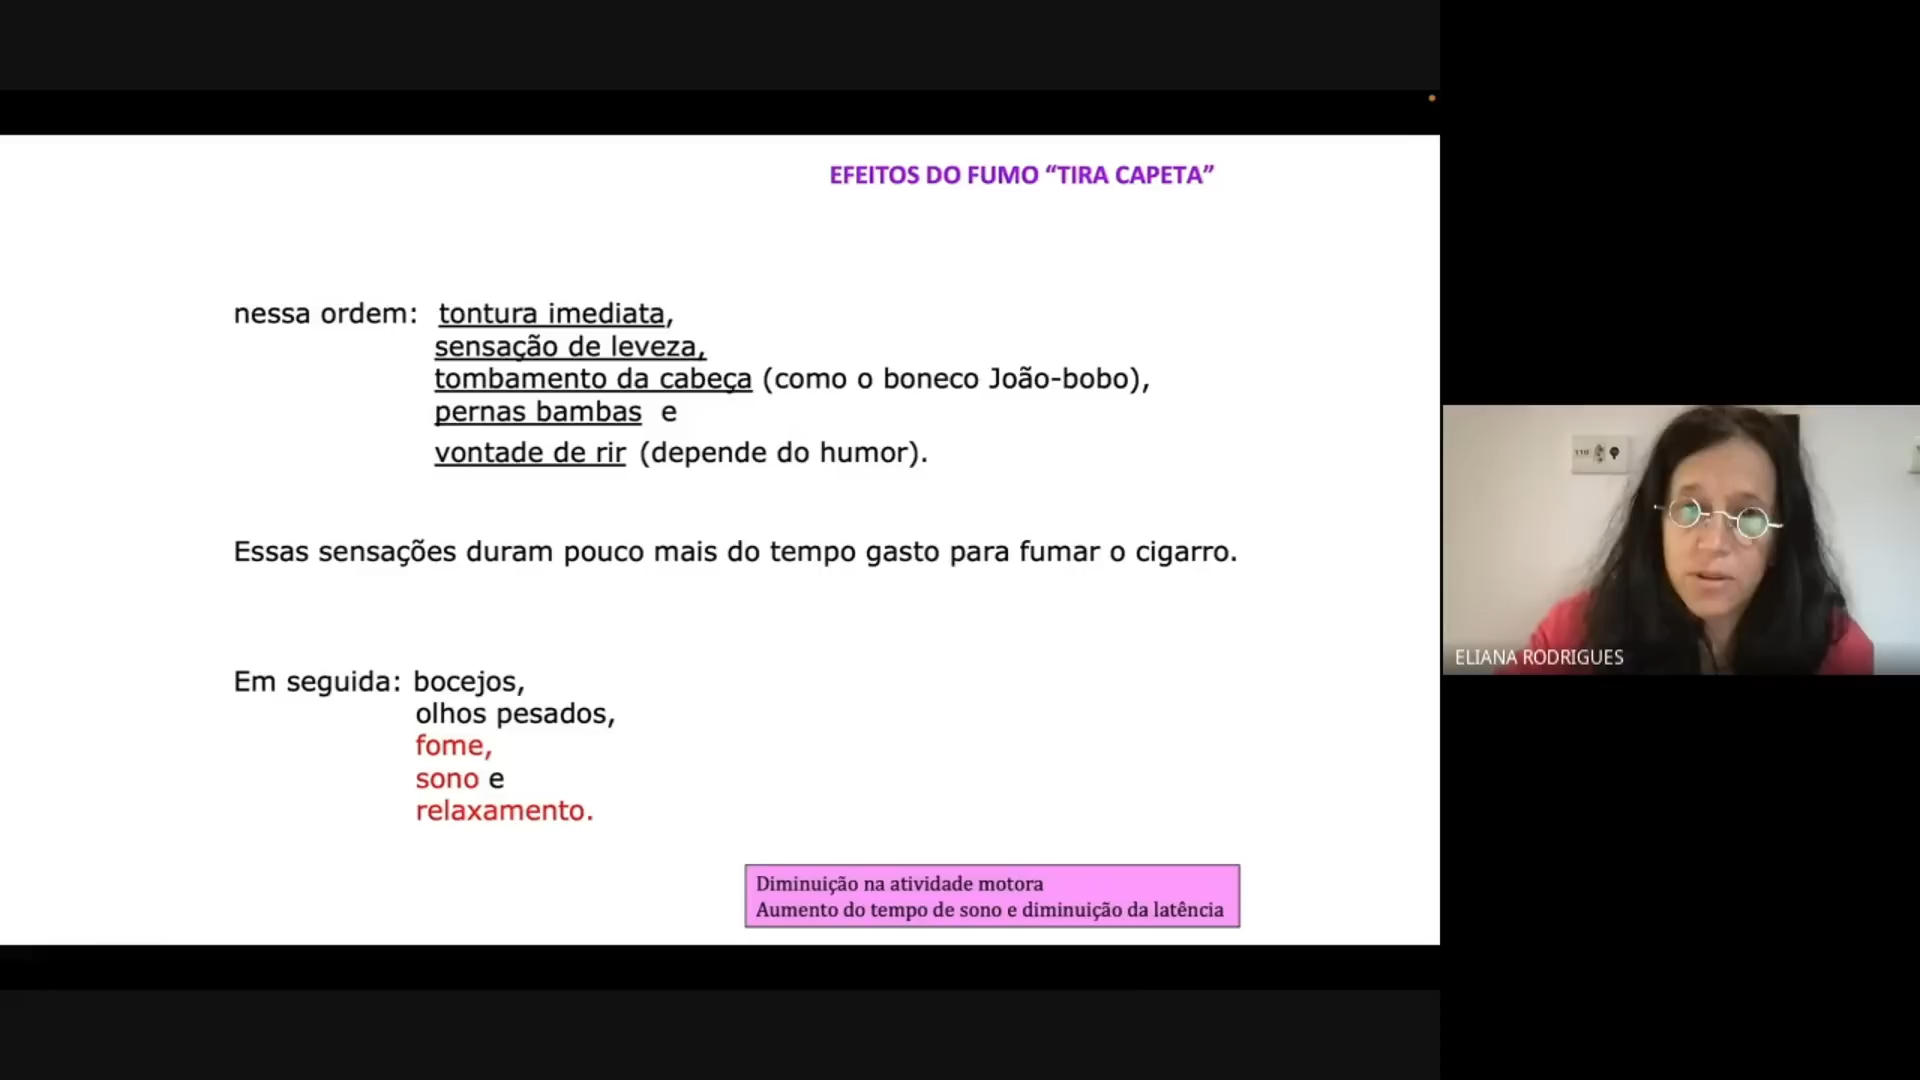 EFEITOS DO FUMO “TIRA CAPETA”
nessa ordem: tontura imediata,
sensação de leveza,
tombamento da cabeça (como o boneco João-bobo),
pernas bambas e
vontade de rir (depende do humor).
Essas sensações duram pouco mais do tempo gasto para fumar o cigarro.
Em seguida: bocejos,
olhos pesados,
fome,
sono e
relaxamento.
Diminuição na atividade motora
Aumento do tempo de sono e diminuição da latência
110
ELIANA RODRIGUES